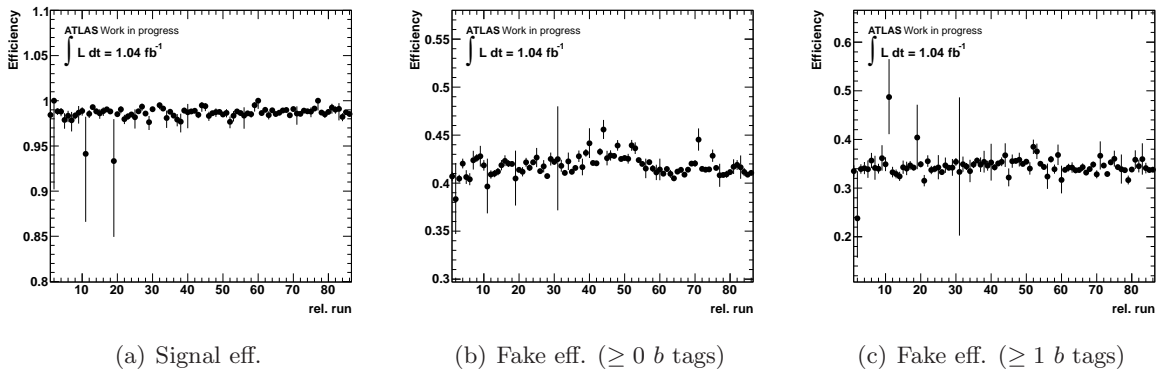 Efficiency
1.1
1.05
1
0.95
0.9
0.85
0.8
ATLAS Work in progress
∫ L dt = 1.04 fb⁻¹
10 20 30 40 50 60 70 80
rel. run
(a) Signal eff.
Efficiency
0.55
0.5
0.45
0.4
0.35
0.3
ATLAS Work in progress
∫ L dt = 1.04 fb⁻¹
10 20 30 40 50 60 70 80
rel. run
(b) Fake eff. (≥ 0 b tags)
Efficiency
0.6
0.5
0.4
0.3
0.2
ATLAS Work in progress
∫ L dt = 1.04 fb⁻¹
10 20 30 40 50 60 70 80
rel. run
(c) Fake eff. (≥ 1 b tags)